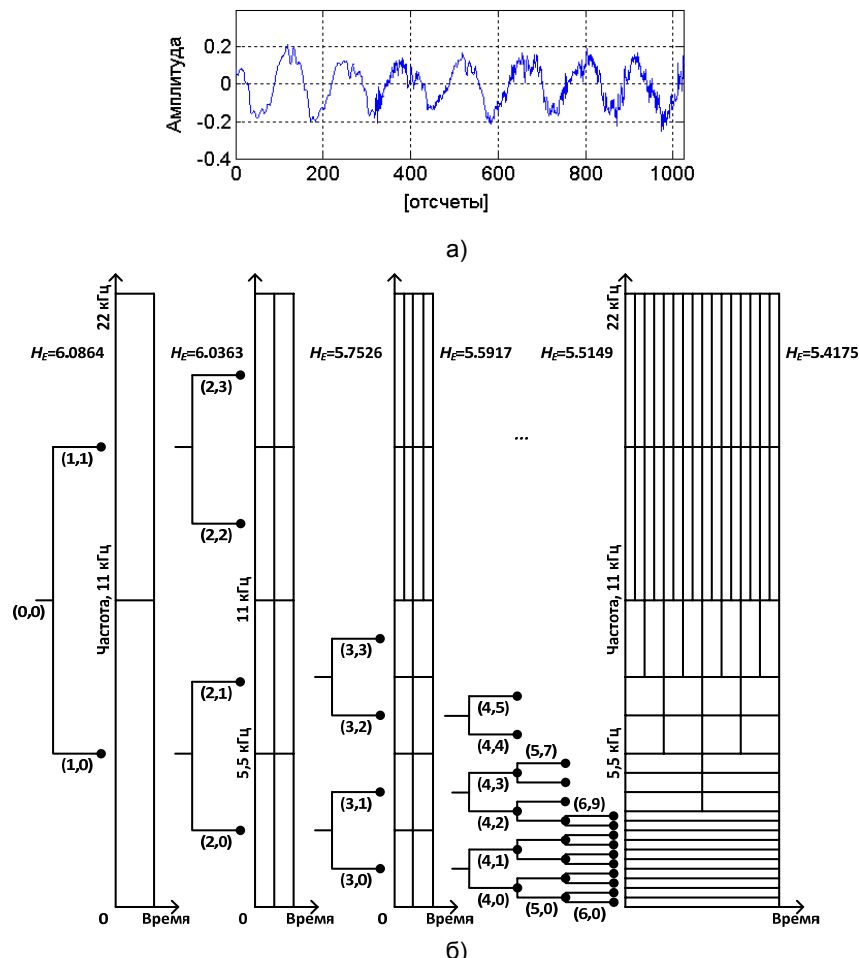 Амплитуда
0.2
0
-0.2
-0.4
0 200 400 600 800 1000
[отсчеты]
а)
22 кГц
22 кГц
H_E=6.0864
H_E=6.0363
H_E=5.7526
H_E=5.5917
H_E=5.5149
H_E=5.4175
(2,3)
(1,1)
...
(2,2)
Частота, 11 кГц
11 кГц
Частота, 11 кГц
(0,0)
(3,3)
(2,1)
(4,5)
(3,2)
5,5 кГц
(4,4)
(5,7)
5,5 кГц
(1,0)
(4,3)
(3,1)
(6,9)
(4,2)
(2,0)
(4,1)
(3,0)
(4,0)
(5,0)
(6,0)
0 Время
0 Время
0 Время
Время
б)